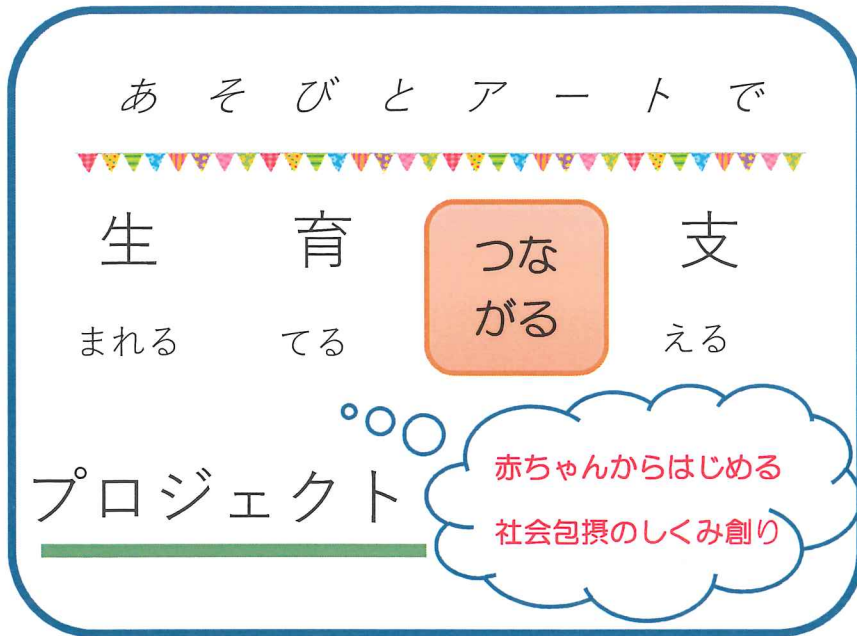 あそびとアートで
生 育 つな 支
がる
まれる てる える
プロジェクト
赤ちゃんからはじめる
社会包摂のしくみ創り